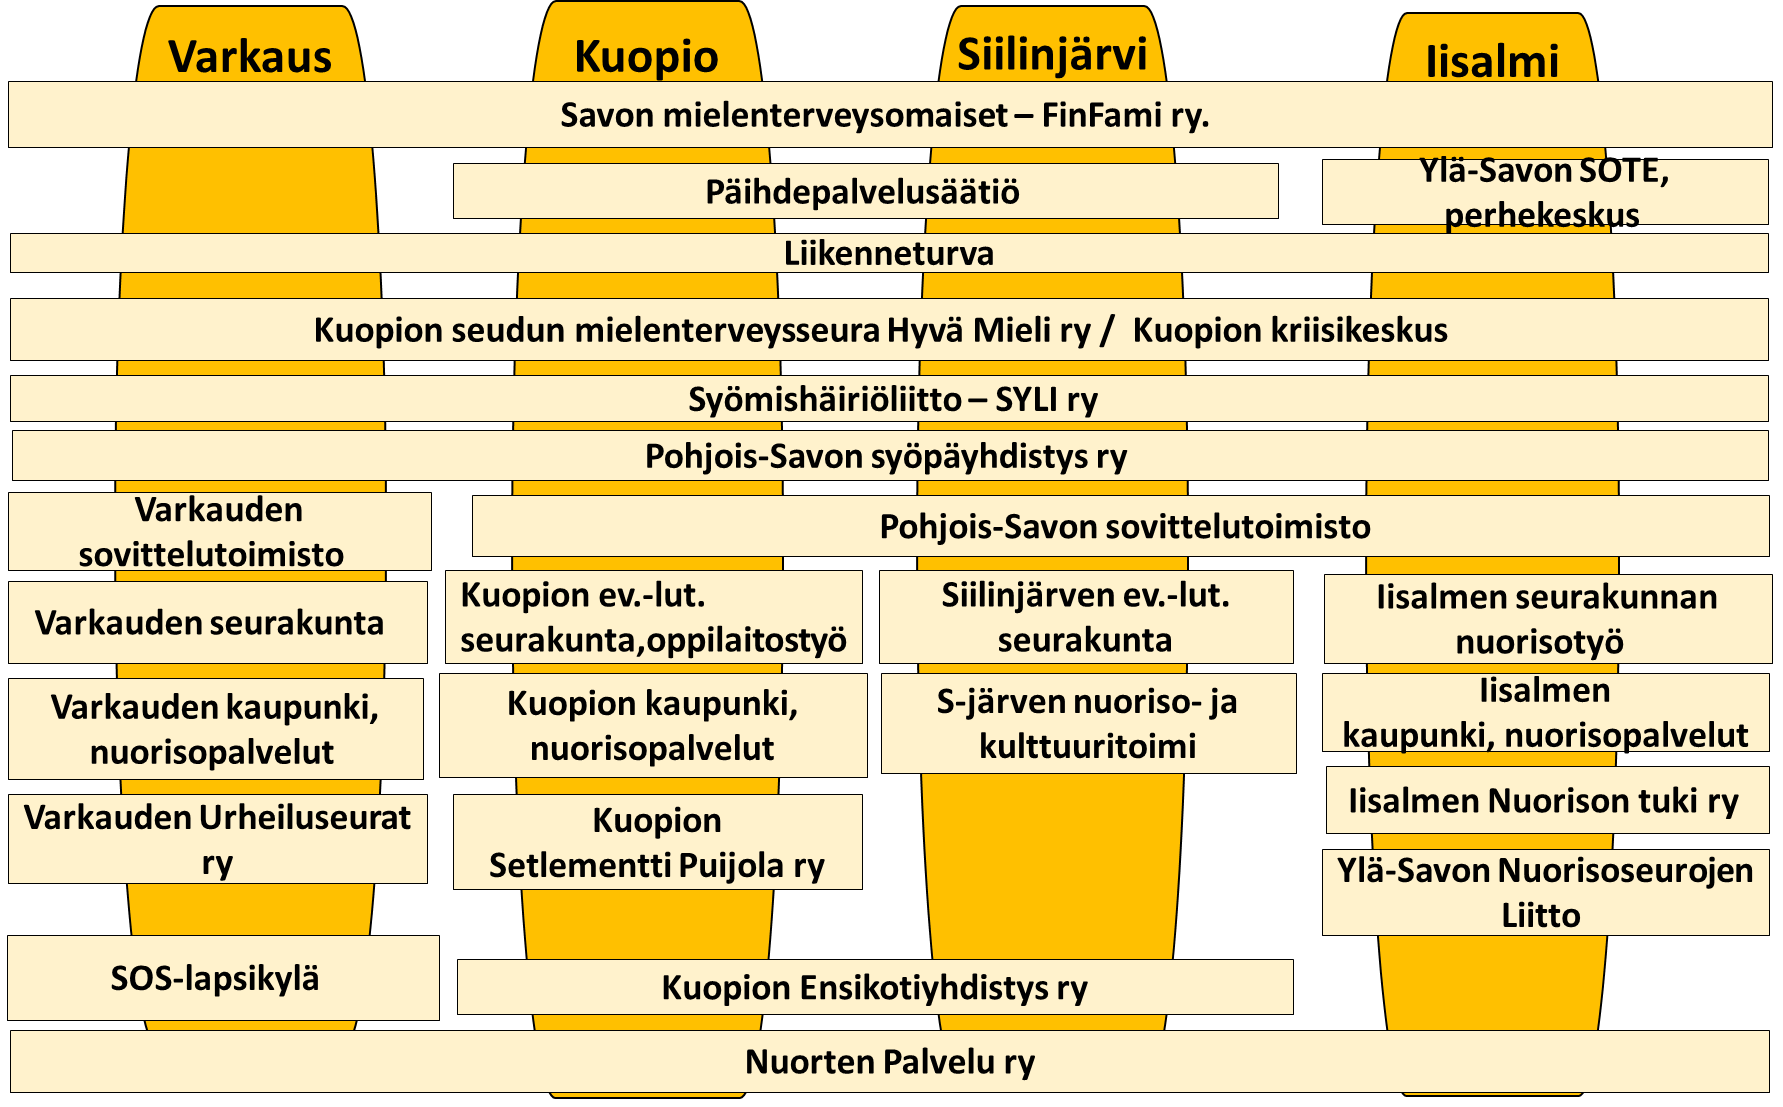 Varkaus
Kuopio
Siilinjärvi
Iisalmi
Savon mielenterveysomaiset – FinFami ry.
Päihdepalvelusäätiö
Ylä-Savon SOTE,
perhekeskus
Liikenneturva
Kuopion seudun mielenterveysseura Hyvä Mieli ry / Kuopion kriisikeskus
Syömishäiriöliitto – SYLI ry
Pohjois-Savon syöpäyhdistys ry
Varkauden
sovittelutoimisto
Pohjois-Savon sovittelutoimisto
Varkauden seurakunta
Kuopion ev.-lut.
seurakunta,oppilaitostyö
Siilinjärven ev.-lut.
seurakunta
Iisalmen seurakunnan
nuorisotyö
Varkauden kaupunki,
nuorisopalvelut
Kuopion kaupunki,
nuorisopalvelut
S-järven nuoriso- ja
kulttuuritoimi
Iisalmen
kaupunki, nuorisopalvelut
Iisalmen Nuorison tuki ry
Varkauden Urheiluseurat
ry
Kuopion
Setlementti Puijola ry
Ylä-Savon Nuorisoseurojen
Liitto
SOS-lapsikylä
Kuopion Ensikotiyhdistys ry
Nuorten Palvelu ry